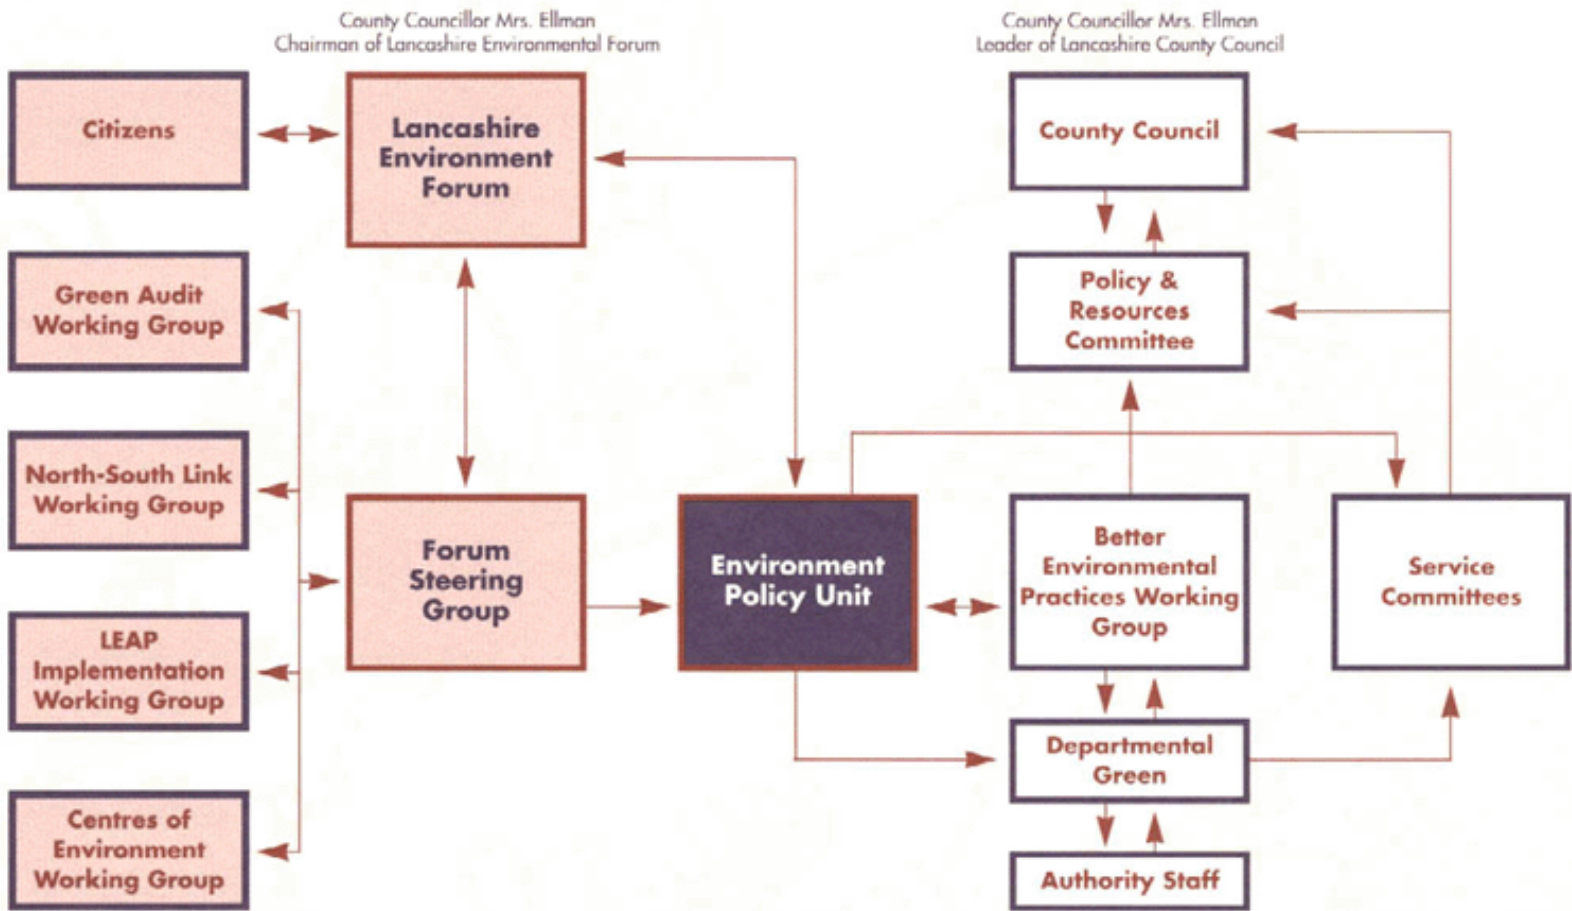 County Councillor Mrs. Ellman
Chairman of Lancashire Environmental Forum
County Councillor Mrs. Ellman
Leader of Lancashire County Council
Citizens
Lancashire
Environment
Forum
County Council
Green Audit
Working Group
Policy &
Resources
Committee
North-South Link
Working Group
Forum
Steering
Group
Environment
Policy Unit
Better
Environmental
Practices Working
Group
Service
Committees
LEAP
Implementation
Working Group
Departmental
Green
Centres of
Environment
Working Group
Authority Staff